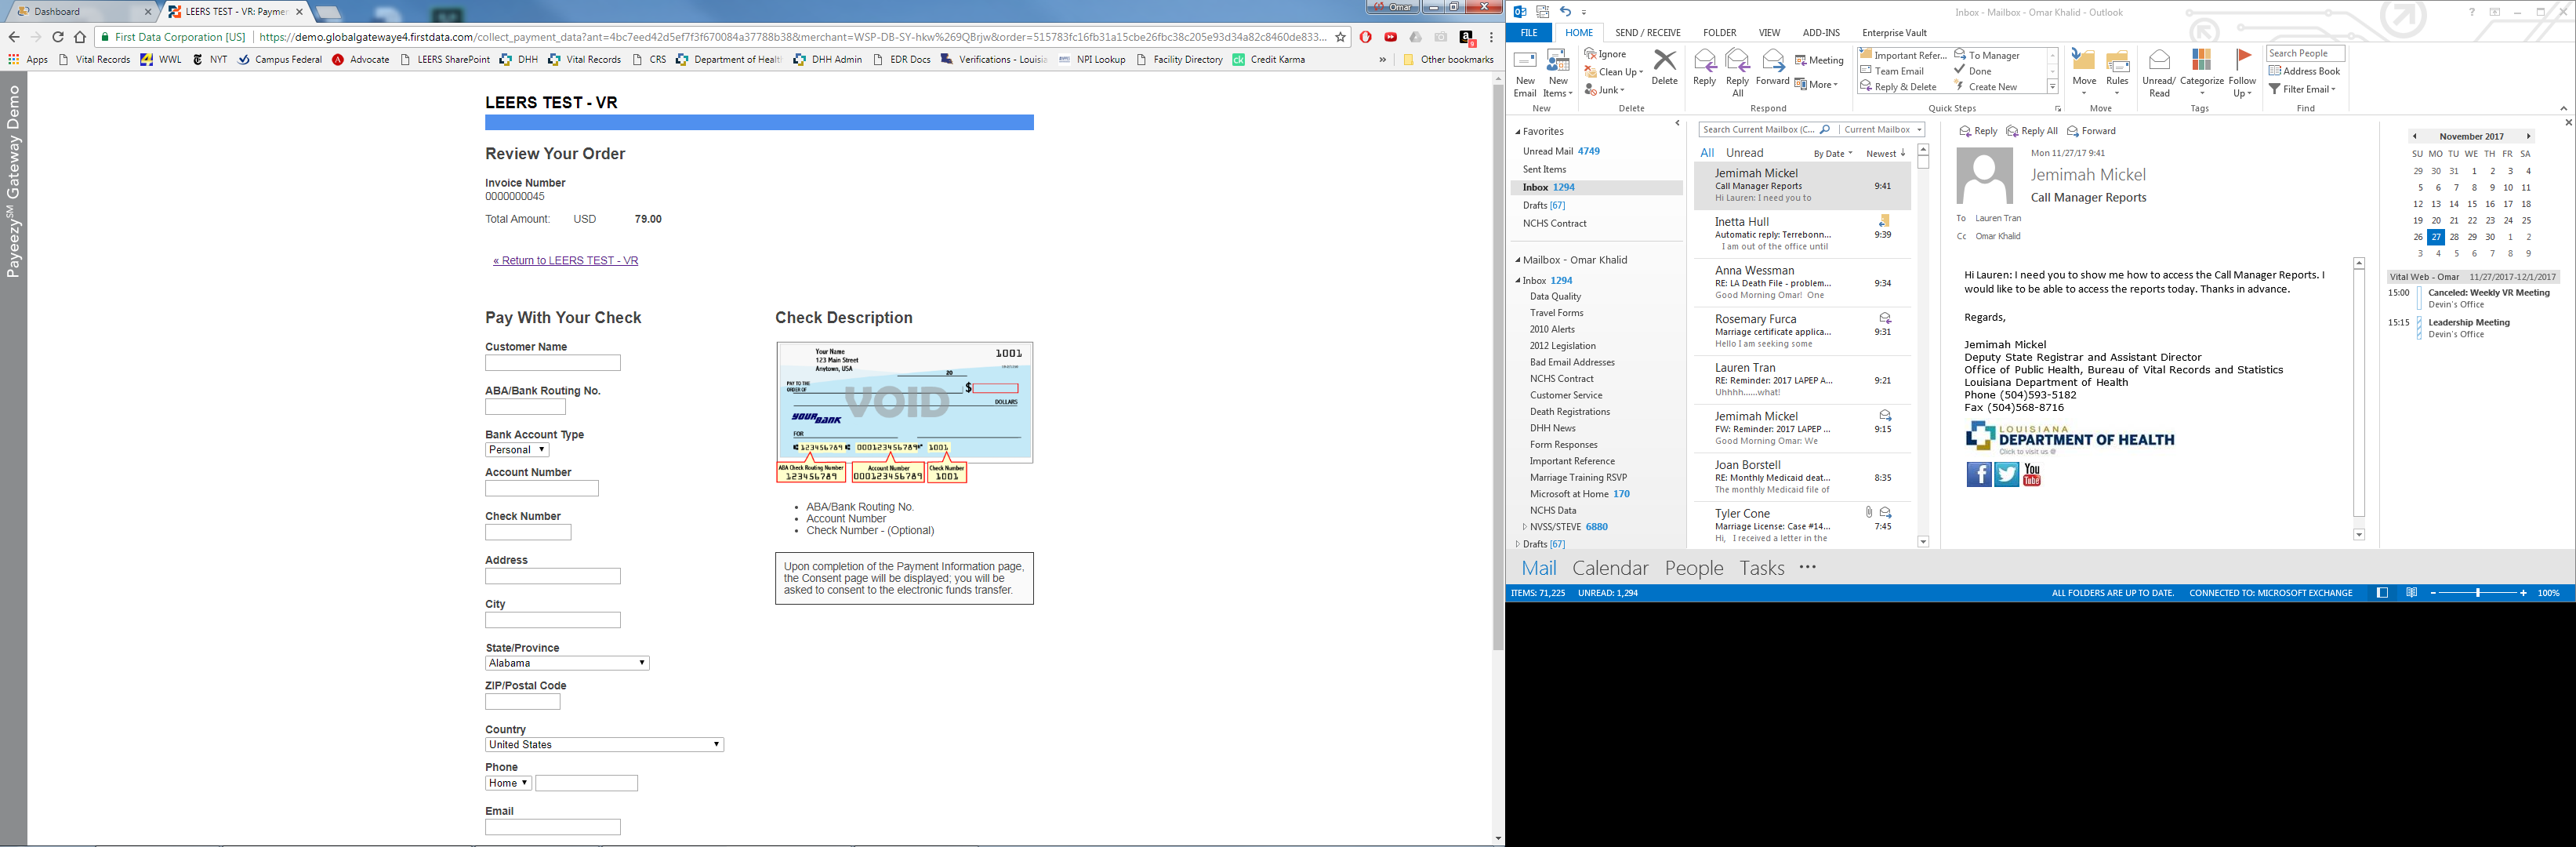 Dashboard
LEERS TEST - VR: Paymen
Omar
First Data Corporation [US]
https://demo.globalgatewaye4.firstdata.com/collect_payment_data?ant=4bc7eed42d5ef7f3f670084a37788b38&merchant=WSP-DB-SY-hkw%269QBrjw&order=515783fc16fb31a15cbe26fbc38c205e93d34a82c8460de833...
Apps
Vital Records
WWL
NYT
Campus Federal
Advocate
LEERS SharePoint
DHH
Vital Records
CRS
Department of Healt
DHH Admin
EDR Docs
Verifications - Louisia
NPI Lookup
Facility Directory
Credit Karma
»
Other bookmarks
Payeezy℠ Gateway Demo
LEERS TEST - VR
Review Your Order
Invoice Number
0000000045
Total Amount: USD 79.00
« Return to LEERS TEST - VR
Pay With Your Check
Customer Name
ABA/Bank Routing No.
Bank Account Type
Personal
Account Number
Check Number
Address
City
State/Province
Alabama
ZIP/Postal Code
Country
United States
Phone
Home
Email
Check Description
Your Name
123 Main Street
Anytown, USA
1001
20
PAY TO THE
ORDER OF
$
DOLLARS
VOID
YOUR BANK
FOR
123456789 000123456789 1001
ABA Check Routing Number
123456789
Account Number
000123456789
Check Number
1001
• ABA/Bank Routing No.
• Account Number
• Check Number - (Optional)
Upon completion of the Payment Information page,
the Consent page will be displayed; you will be
asked to consent to the electronic funds transfer.
Inbox - Mailbox - Omar Khalid - Outlook
FILE
HOME
SEND / RECEIVE
FOLDER
VIEW
ADD-INS
Enterprise Vault
New
Email
New
Items
New
Ignore
Clean Up
Junk
Delete
Delete
Reply
Reply
All
Forward
Meeting
More
Respond
Important Refer...
Team Email
Reply & Delete
To Manager
Done
Create New
Quick Steps
Move
Rules
Move
Unread/
Read
Categorize
Follow
Up
Tags
Search People
Address Book
Filter Email
Find
Favorites
Unread Mail 4749
Sent Items
Inbox 1294
Drafts [67]
NCHS Contract
Mailbox - Omar Khalid
Inbox 1294
Data Quality
Travel Forms
2010 Alerts
2012 Legislation
Bad Email Addresses
NCHS Contract
Customer Service
Death Registrations
DHH News
Form Responses
Important Reference
Marriage Training RSVP
Microsoft at Home 170
NCHS Data
NVSS/STEVE 6880
Drafts [67]
Search Current Mailbox (C...
Current Mailbox
All Unread
By Date Newest
Jemimah Mickel
Call Manager Reports 9:41
Hi Lauren: I need you to
Inetta Hull
Automatic reply: Terrebonn... 9:39
I am out of the office until
Anna Wessman
RE: LA Death File - problem... 9:34
Good Morning Omar! One
Rosemary Furca
Marriage certificate applica... 9:31
Hello I am seeking some
Lauren Tran
RE: Reminder: 2017 LAPEP A... 9:21
Uhhhh......what!
Jemimah Mickel
FW: Reminder: 2017 LAPEP ... 9:15
Good Morning Omar: We
Joan Borstell
RE: Monthly Medicaid deat... 8:35
The monthly Medicaid file of
Tyler Cone
Marriage License: Case #14... 7:45
Hi, I received a letter in the
Reply
Reply All
Forward
Mon 11/27/17 9:41
Jemimah Mickel
Call Manager Reports
To Lauren Tran
Cc Omar Khalid
Hi Lauren: I need you to show me how to access the Call Manager Reports. I
would like to be able to access the reports today. Thanks in advance.
Regards,
Jemimah Mickel
Deputy State Registrar and Assistant Director
Office of Public Health, Bureau of Vital Records and Statistics
Louisiana Department of Health
Phone (504)593-5182
Fax (504)568-8716
LOUISIANA
DEPARTMENT OF HEALTH
Click to visit us @
You
Tube
November 2017
SU MO TU WE TH FR SA
29 30 31 1 2 3 4
5 6 7 8 9 10 11
12 13 14 15 16 17 18
19 20 21 22 23 24 25
26 27 28 29 30 1 2
3 4 5 6 7 8 9
Vital Web - Omar 11/27/2017-12/1/2017
15:00 Canceled: Weekly VR Meeting
Devin's Office
15:15 Leadership Meeting
Devin's Office
Mail Calendar People Tasks ...
ITEMS: 71,225 UNREAD: 1,294
ALL FOLDERS ARE UP TO DATE.
CONNECTED TO: MICROSOFT EXCHANGE
100%